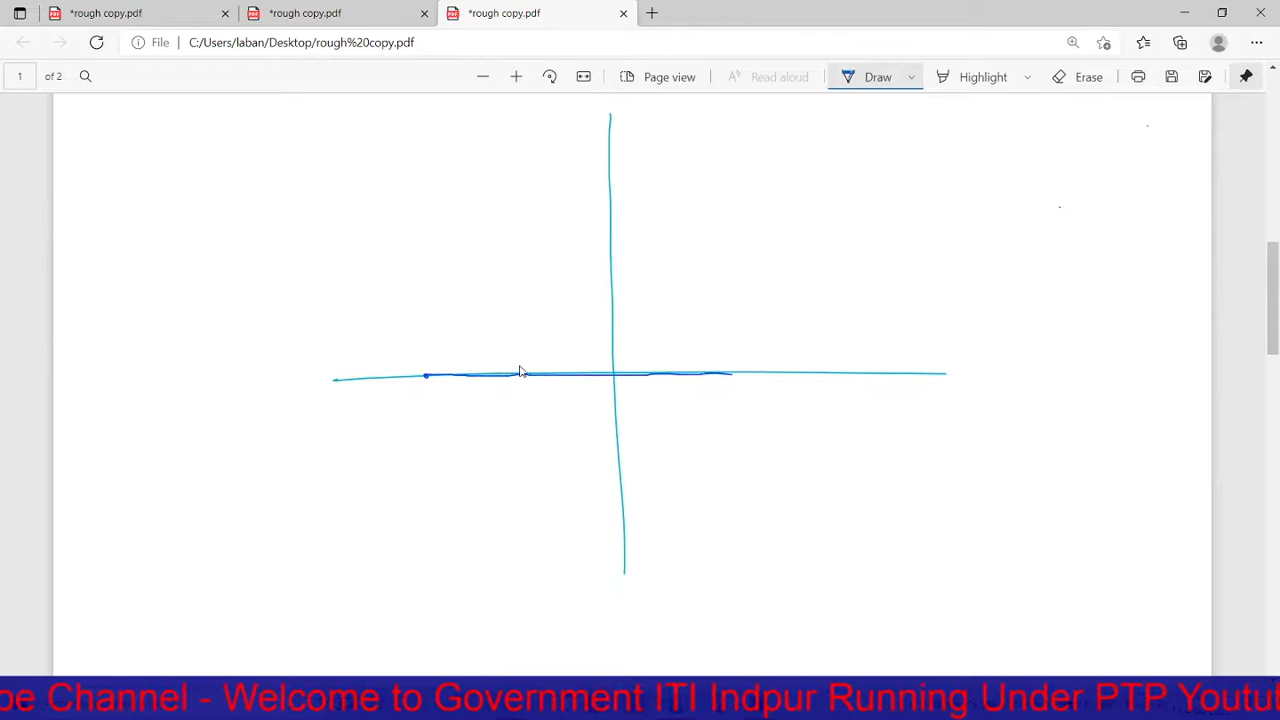 *rough copy.pdf *rough copy.pdf *rough copy.pdf
File C:/Users/laban/Desktop/rough%20copy.pdf
1 of 2 Page view Read aloud Draw Highlight Erase
oe Channel - Welcome to Government ITI Indpur Running Under PTP Youtu